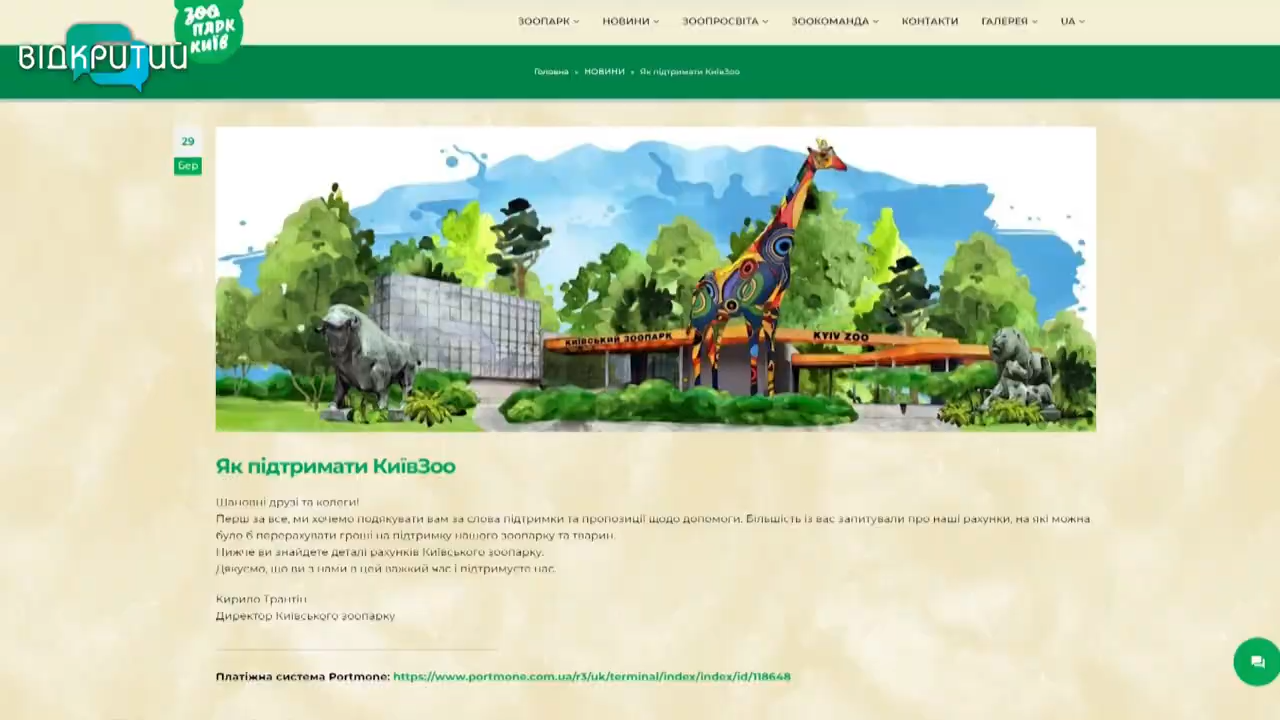 ЗОО
ПАРК
КИЇВ
ЗООПАРК
НОВИНИ
ЗООПРОСВІТА
ЗООКОМАНДА
КОНТАКТИ
ГАЛЕРЕЯ
UA
ВІДКРИТИЙ
Головна » НОВИНИ » Як підтримати КиївЗоо
29
Бер
КИЇВСЬКИЙ ЗООПАРК
KYIV ZOO
Як підтримати КиївЗоо
Шановні друзі та колеги!
Перш за все, ми хочемо подякувати вам за слова підтримки та пропозиції щодо допомоги. Більшість із вас запитували про наші рахунки, на які можна
було б перерахувати гроші на підтримку нашого зоопарку та тварин.
Нижче ви знайдете деталі рахунків Київського зоопарку.
Дякуємо, що ви з нами в цей важкий час і підтримуєте нас.
Кирило Трантін
Директор Київського зоопарку
Платіжна система Portmone: https://www.portmone.com.ua/r3/uk/terminal/index/index/id/118648